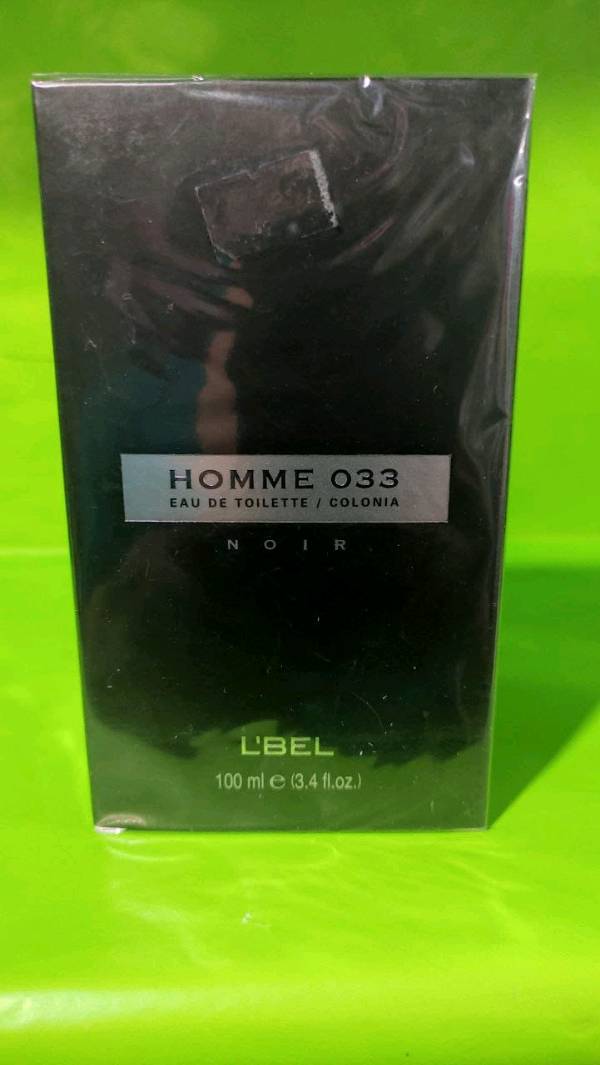 HOMME 033
EAU DE TOILETTE / COLONIA
NOIR
L'BEL
100 ml e (3.4 fl.oz.)